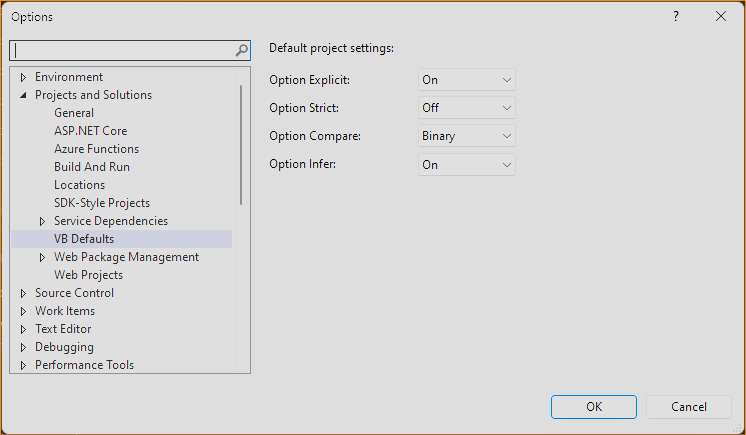 Options
?
Default project settings:
Environment
Projects and Solutions
General
ASP.NET Core
Azure Functions
Build And Run
Locations
SDK-Style Projects
Service Dependencies
VB Defaults
Web Package Management
Web Projects
Source Control
Work Items
Text Editor
Debugging
Performance Tools
Option Explicit: On
Option Strict: Off
Option Compare: Binary
Option Infer: On
OK Cancel